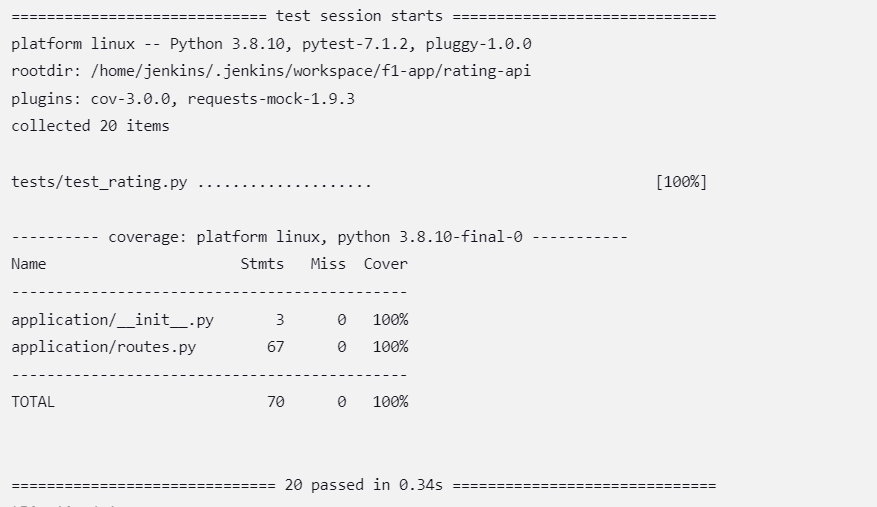 ============================= test session starts ==============================
platform linux -- Python 3.8.10, pytest-7.1.2, pluggy-1.0.0
rootdir: /home/jenkins/.jenkins/workspace/f1-app/rating-api
plugins: cov-3.0.0, requests-mock-1.9.3
collected 20 items
tests/test_rating.py .................... [100%]
---------- coverage: platform linux, python 3.8.10-final-0 -----------
Name Stmts Miss Cover
---------------------------------------------
application/__init__.py 3 0 100%
application/routes.py 67 0 100%
---------------------------------------------
TOTAL 70 0 100%
============================== 20 passed in 0.34s ==============================